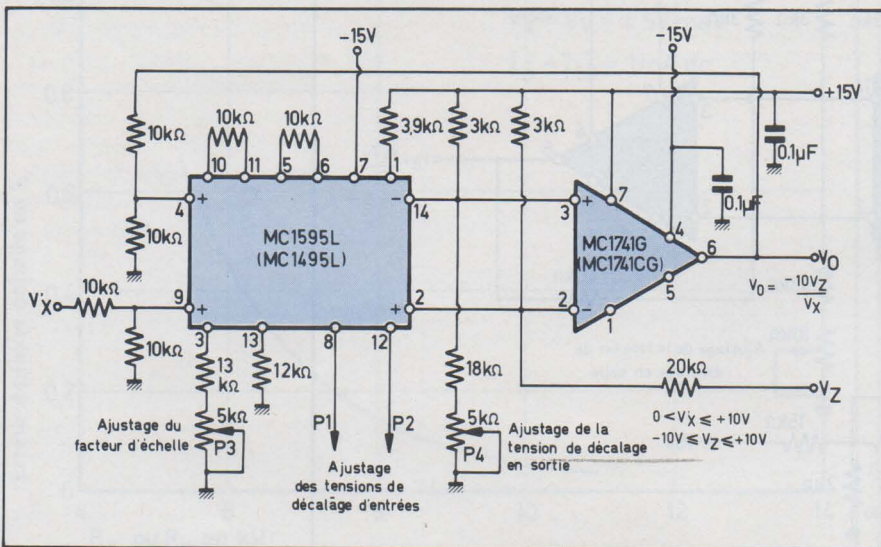 -15V
-15V
+15V
10kΩ
10kΩ
10kΩ
3,9kΩ
3kΩ
3kΩ
0.1µF
0.1µF
10
11
5
6
7
1
4
+
-
14
3
+
7
4
MC1595L
(MC1495L)
MC1741G
(MC1741CG)
6
VO
VO = -10VZ / VX
10kΩ
VX
10kΩ
9
+
+
2
2
-
5
1
10kΩ
3
13
8
12
13
kΩ
12kΩ
18kΩ
20kΩ
VZ
0 < VX ≤ +10V
-10V ≤ VZ ≤ +10V
Ajustage du
facteur d'échelle
5kΩ
P3
P1
P2
5kΩ
P4
Ajustage de la
tension de décalage
en sortie
Ajustage
des tensions de
décalage d'entrées